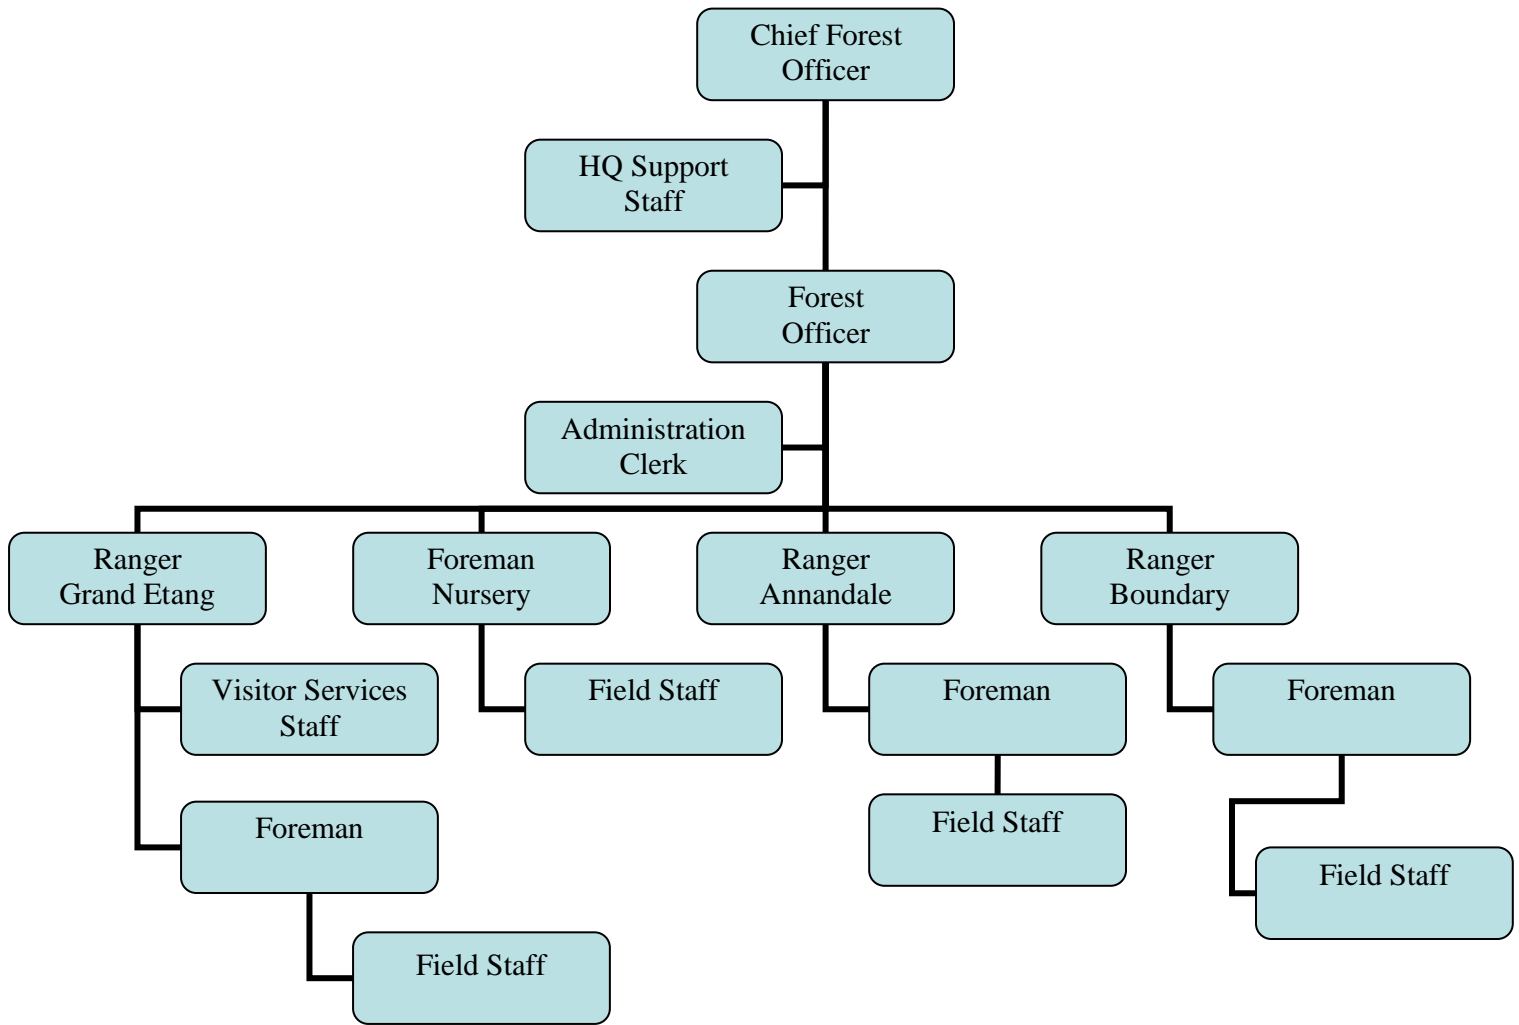 Chief Forest
Officer
HQ Support
Staff
Forest
Officer
Administration
Clerk
Ranger
Grand Etang
Foreman
Nursery
Ranger
Annandale
Ranger
Boundary
Visitor Services
Staff
Field Staff
Foreman
Foreman
Foreman
Field Staff
Field Staff
Field Staff